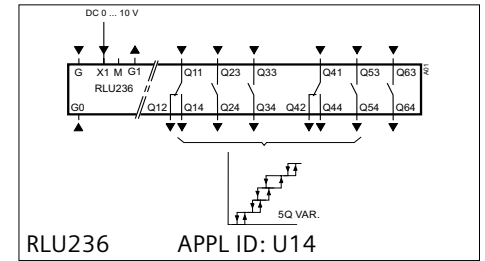 DC 0 ... 10 V
G X1 M G1 Q11 Q23 Q33 Q41 Q53 Q63
A01
RLU236
G0 Q12 Q14 Q24 Q34 Q42 Q44 Q54 Q64
5Q VAR.
RLU236 APPL ID: U14